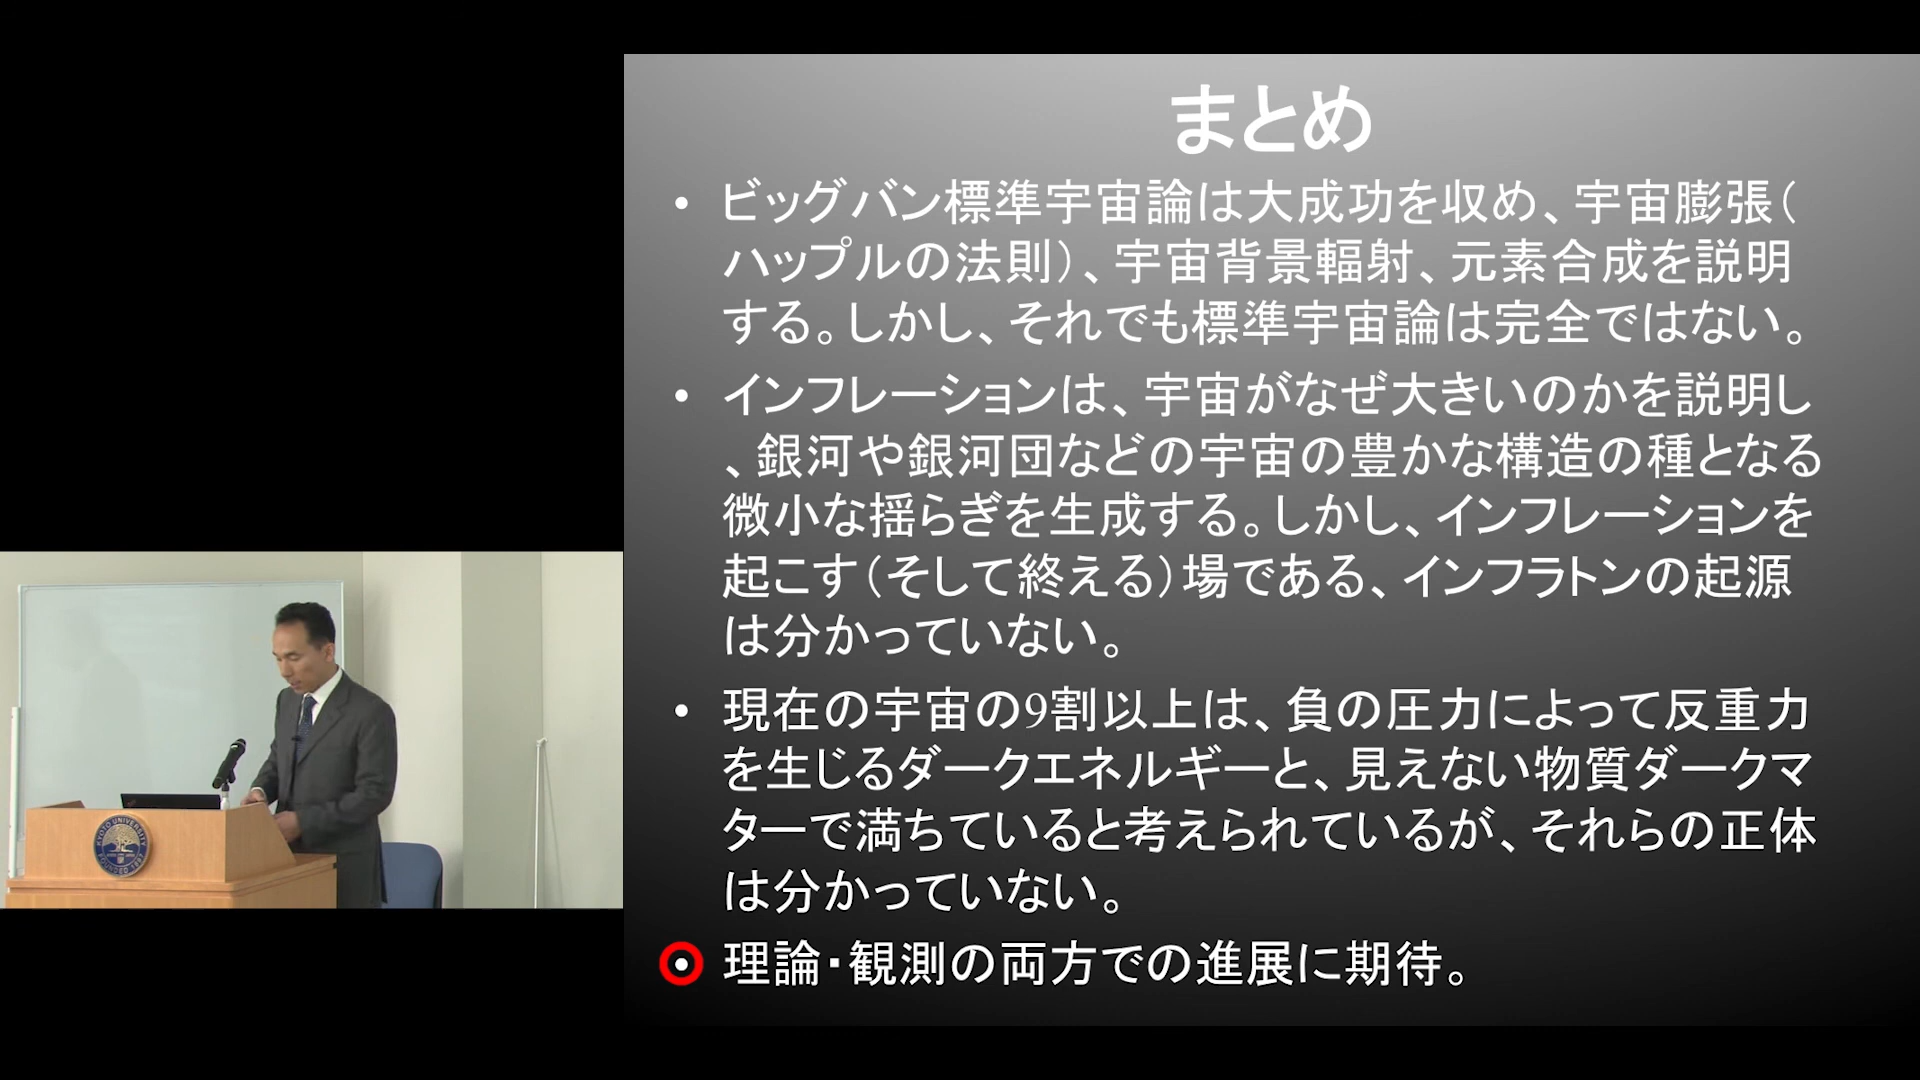 まとめ
• ビッグバン標準宇宙論は大成功を収め、宇宙膨張(
ハップルの法則)、宇宙背景輻射、元素合成を説明
する。しかし、それでも標準宇宙論は完全ではない。
• インフレーションは、宇宙がなぜ大きいのかを説明し
、銀河や銀河団などの宇宙の豊かな構造の種となる
微小な揺らぎを生成する。しかし、インフレーションを
起こす(そして終える)場である、インフラトンの起源
は分かっていない。
• 現在の宇宙の9割以上は、負の圧力によって反重力
を生じるダークエネルギーと、見えない物質ダークマ
ターで満ちていると考えられているが、それらの正体
は分かっていない。
• 理論・観測の両方での進展に期待。
KYOTO UNIVERSITY
FOUNDED 1897